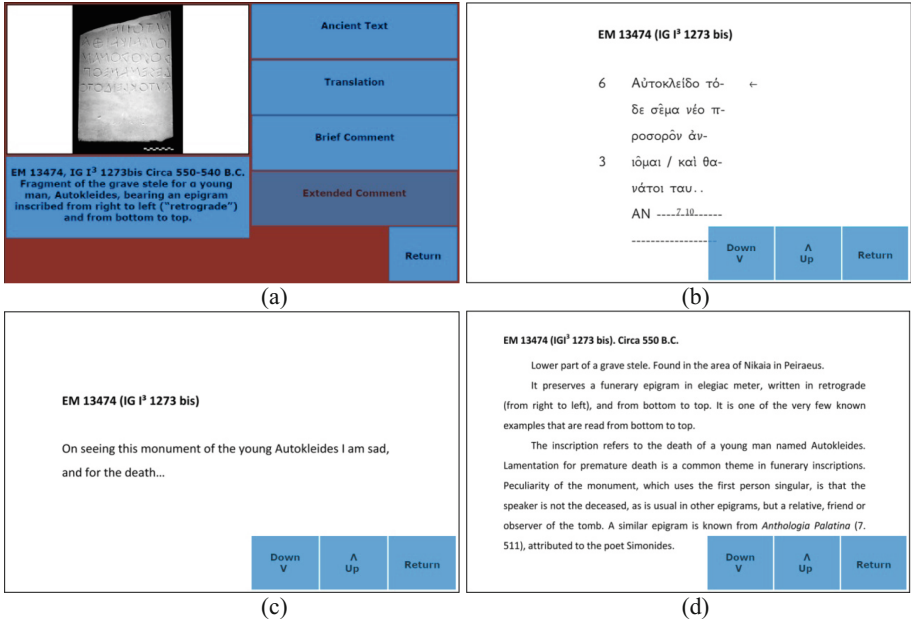 Ancient Text
Translation
Brief Comment
Extended Comment
EM 13474, IG I³ 1273bis Circa 550-540 B.C.
Fragment of the grave stele for α young
man, Autokleides, bearing an epigram
inscribed from right to left ("retrograde")
and from bottom to top.
Return
(a)
EM 13474 (IG I³ 1273 bis)
6 Αὐτοκλείδο τό- ←
δε σε͂μα νέο π-
ροσορο͂ν ἀν-
3 ιο͂μαι / καὶ θα-
νάτοι ταυ..
ΑΝ ----7-10------
-----------------
Down
V
Λ
Up
Return
(b)
EM 13474 (IG I³ 1273 bis)
On seeing this monument of the young Autokleides I am sad,
and for the death...
Down
V
Λ
Up
Return
(c)
EM 13474 (IGI³ 1273 bis). Circa 550 B.C.
Lower part of a grave stele. Found in the area of Nikaia in Peiraeus.
It preserves a funerary epigram in elegiac meter, written in retrograde
(from right to left), and from bottom to top. It is one of the very few known
examples that are read from bottom to top.
The inscription refers to the death of a young man named Autokleides.
Lamentation for premature death is a common theme in funerary inscriptions.
Peculiarity of the monument, which uses the first person singular, is that the
speaker is not the deceased, as is usual in other epigrams, but a relative, friend or
observer of the tomb. A similar epigram is known from Anthologia Palatina (7.
511), attributed to the poet Simonides.
Down
V
Λ
Up
Return
(d)